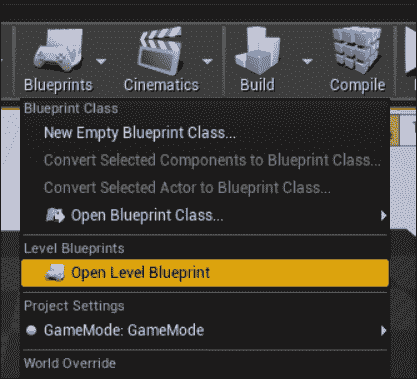 Blueprints Cinematics Build Compile
Blueprint Class
New Empty Blueprint Class...
Convert Selected Components to Blueprint Class...
Convert Selected Actor to Blueprint Class...
Open Blueprint Class...
Level Blueprints
Open Level Blueprint
Project Settings
GameMode: GameMode
World Override